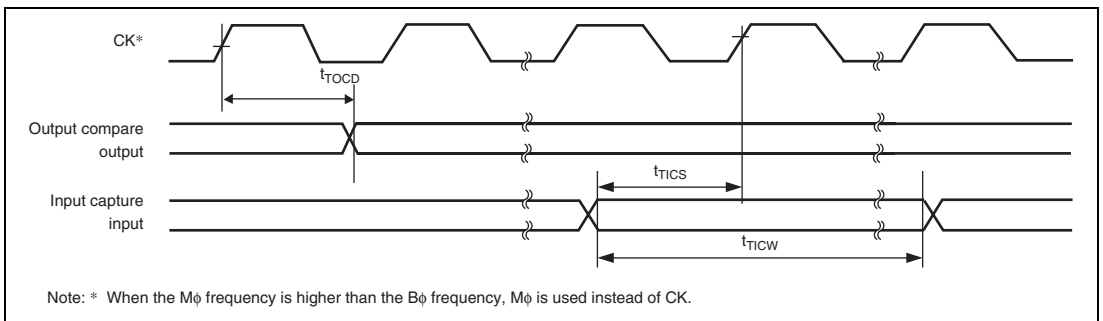 CK*
tTOCD
Output compare
output
tTICS
Input capture
input
tTICW
Note: * When the Mϕ frequency is higher than the Bϕ frequency, Mϕ is used instead of CK.